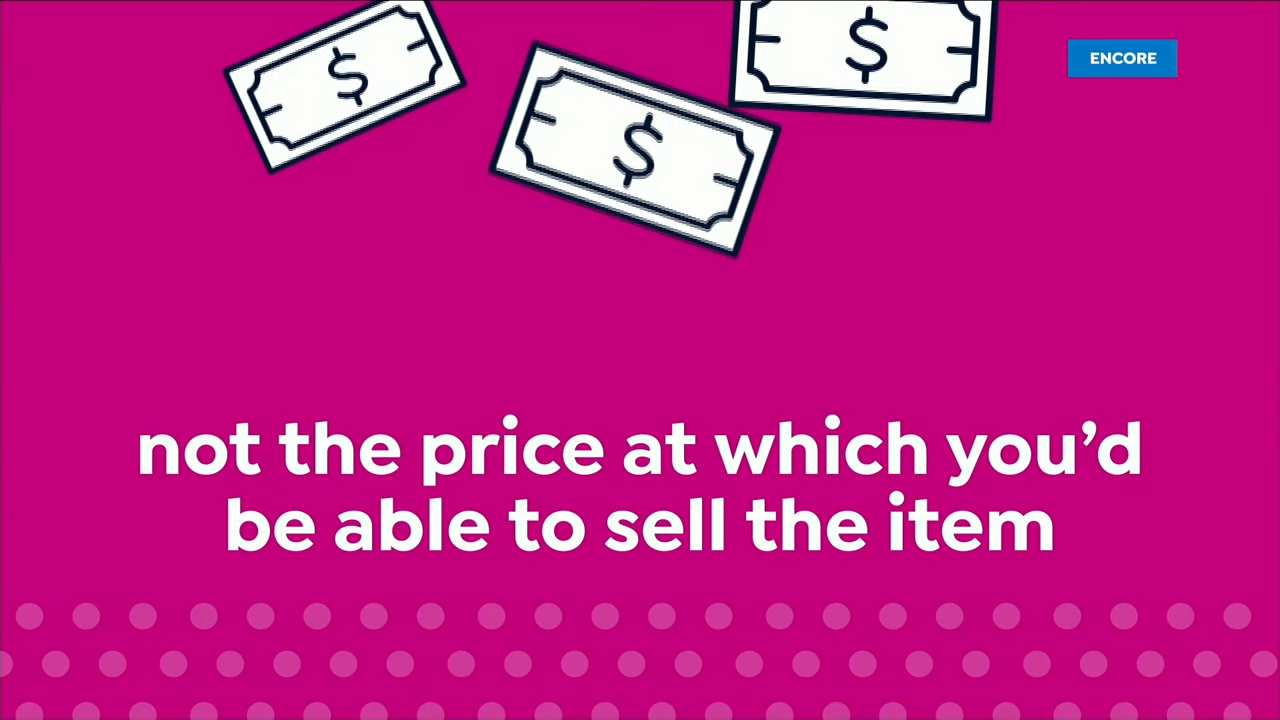 $
$
$
ENCORE
not the price at which you’d
be able to sell the item